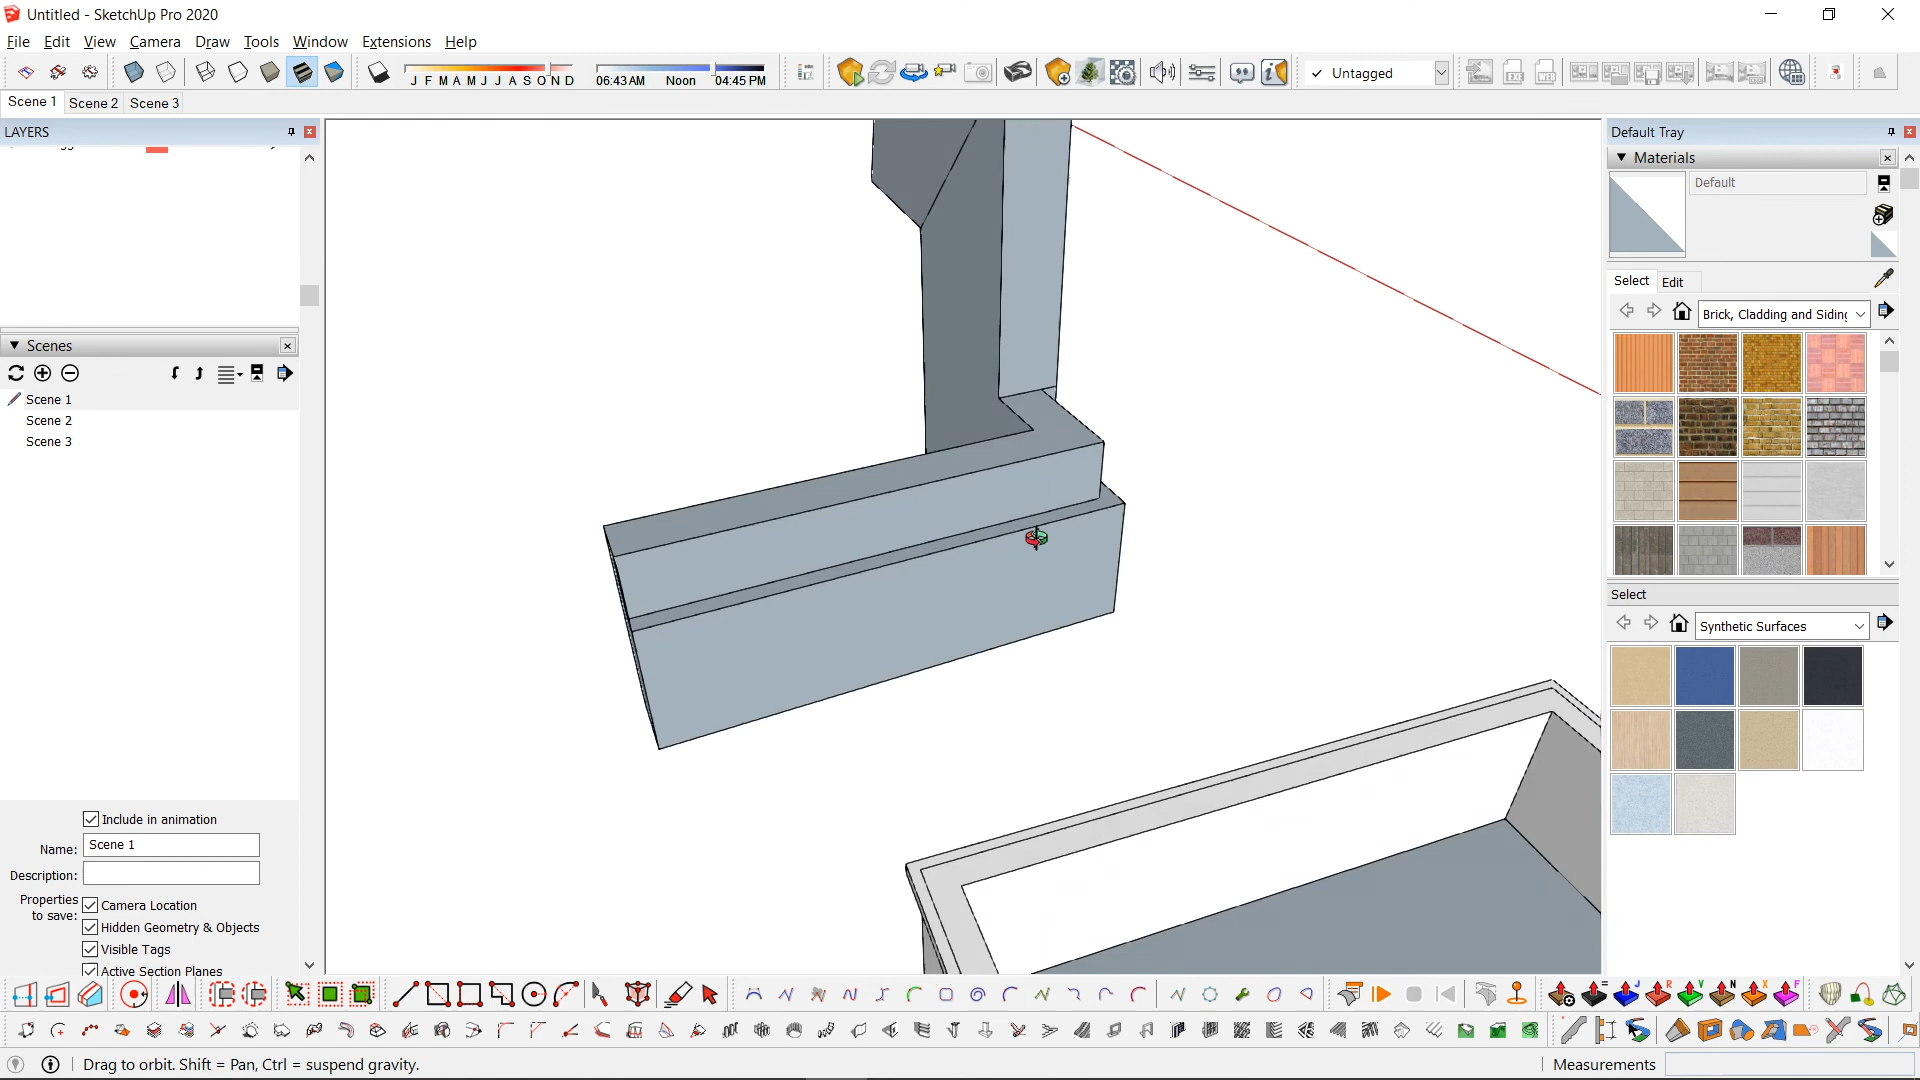 Untitled - SketchUp Pro 2020
File Edit View Camera Draw Tools Window Extensions Help
J F M A M J J A S O N D
06:43 AM Noon 04:45 PM
EXE
WEB
✓ Untagged
Scene 1 Scene 2 Scene 3
LAYERS
Scenes
Scene 1
Scene 2
Scene 3
Include in animation
Name: Scene 1
Description:
Properties to save:
Camera Location
Hidden Geometry & Objects
Visible Tags
Active Section Planes
Default Tray
Materials
Default
Select Edit
Brick, Cladding and Siding
Select
Synthetic Surfaces
Drag to orbit. Shift = Pan, Ctrl = suspend gravity.
Measurements